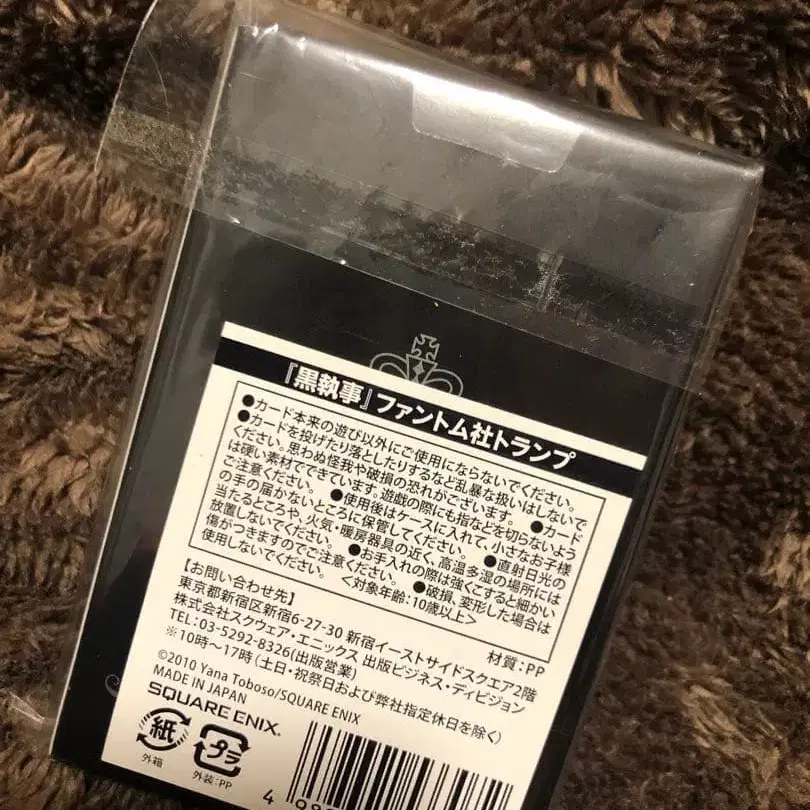 『黒執事』ファントム社トランプ
●カード本来の遊び以外にご使用にならないでください。
●カードを投げたり落としたりするなど乱暴な扱いはしないで
ください。思わぬ怪我や破損の恐れがございます。 ●カード
は硬い素材でできています。遊戯の際にも指などを切らないよう
ご注意ください。 ●使用後はケースに入れて、小さなお子様
の手の届かないところに保管してください。 ●直射日光の
当たるところや、火気・暖房器具の近く、高温多湿の場所には
放置しないでください。 ●お手入れの際は強くこすると細かい
傷がつきますのでご注意ください。 ●破損、変形した場合は
使用しないでください。 <対象年齢:10歳以上>
材質:PP
【お問い合わせ先】
東京都新宿区新宿6-27-30 新宿イーストサイドスクエア2階
株式会社スクウェア・エニックス 出版ビジネス・ディビジョン
TEL:03-5292-8326(出版営業)
※10時〜17時(土日・祝祭日および弊社指定休日を除く)
©2010 Yana Toboso/SQUARE ENIX
MADE IN JAPAN
SQUARE ENIX.
紙
外箱
プラ
外装:PP